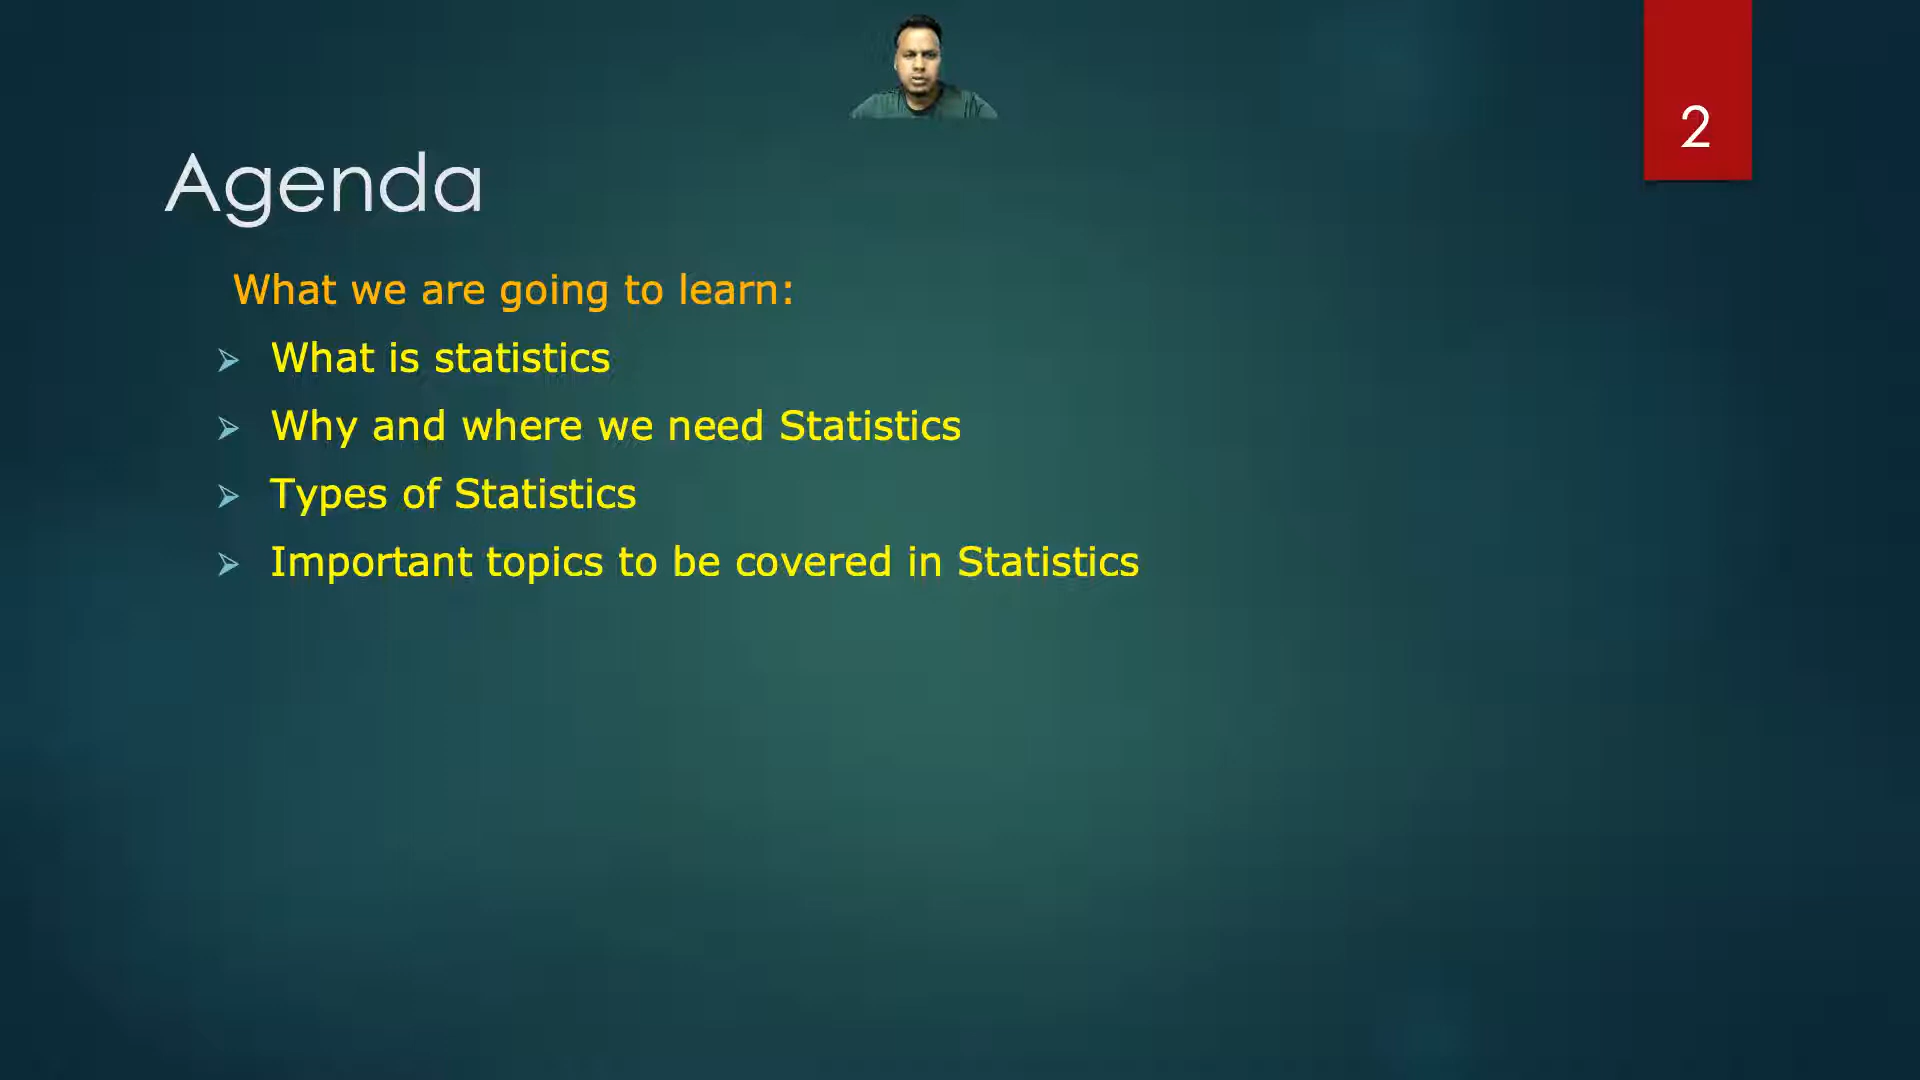 2
Agenda
What we are going to learn:
What is statistics
Why and where we need Statistics
Types of Statistics
Important topics to be covered in Statistics